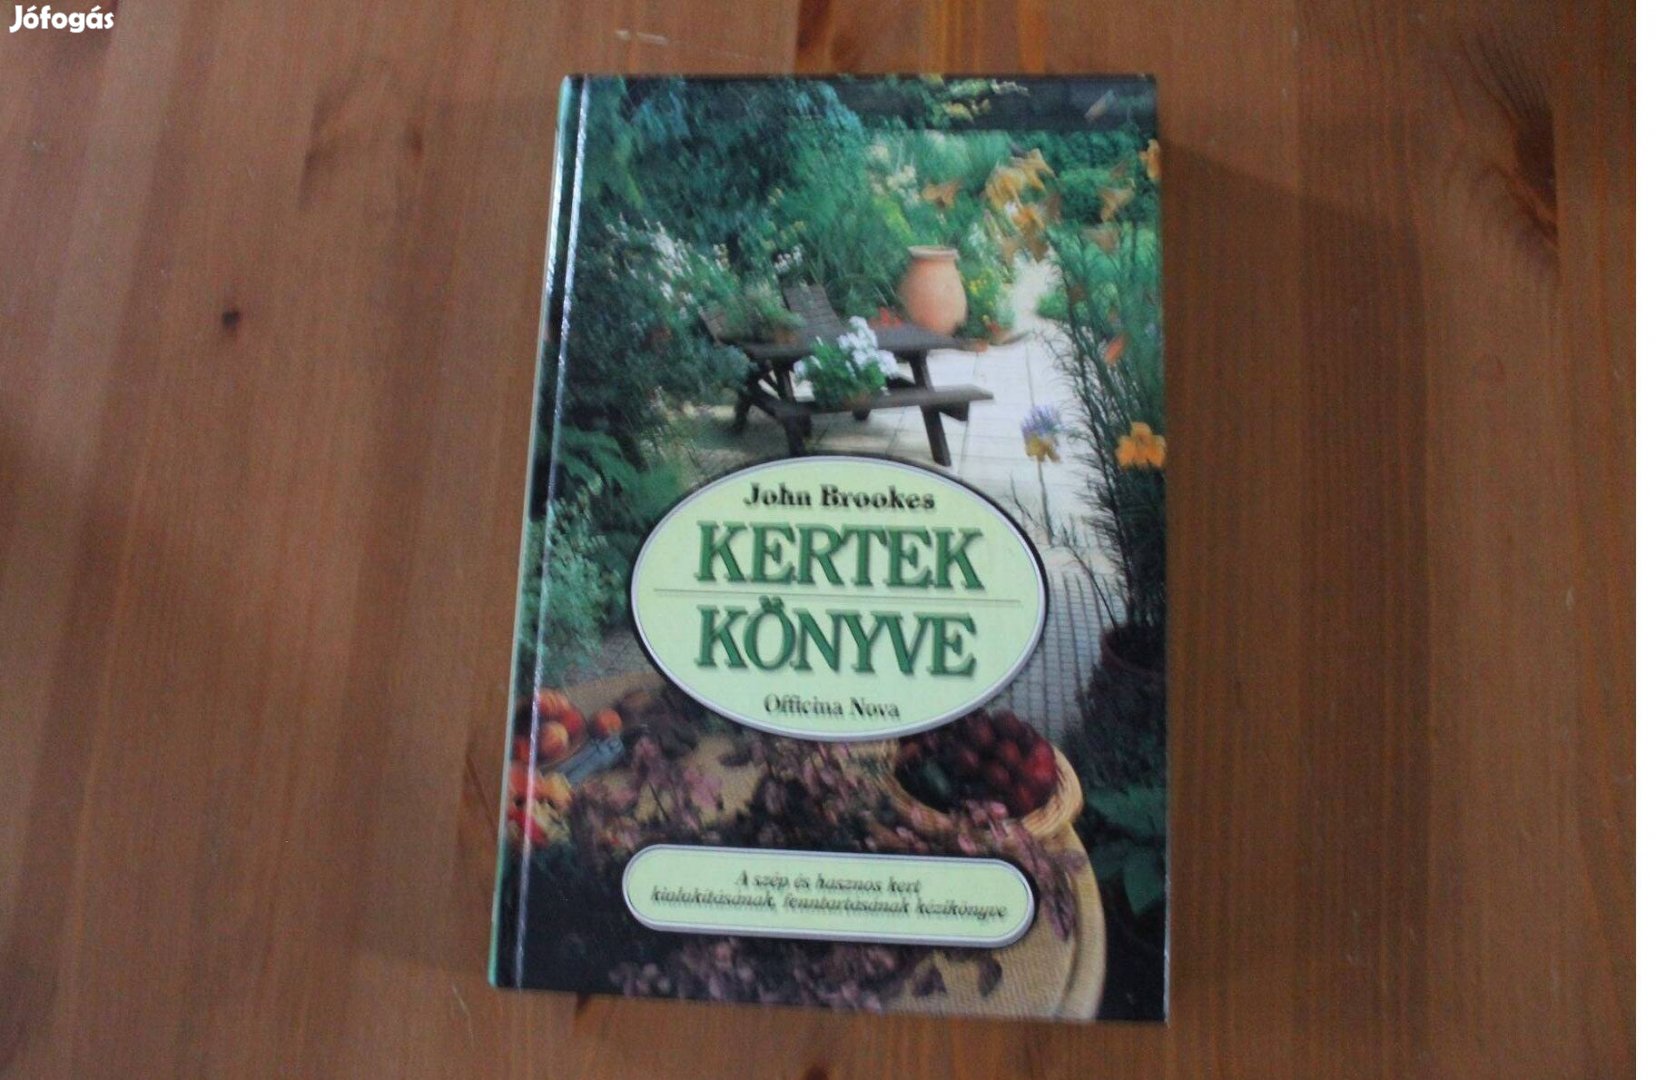 Jófogás
John Brookes
KERTEK
KÖNYVE
Officina Nova
A szép és hasznos kert
kialakításának, fenntartásának kézikönyve